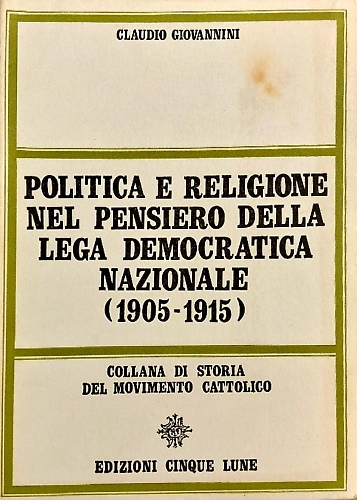 CLAUDIO GIOVANNINI
POLITICA E RELIGIONE
NEL PENSIERO DELLA
LEGA DEMOCRATICA
NAZIONALE
(1905-1915)
COLLANA DI STORIA
DEL MOVIMENTO CATTOLICO
EDIZIONI CINQUE LUNE